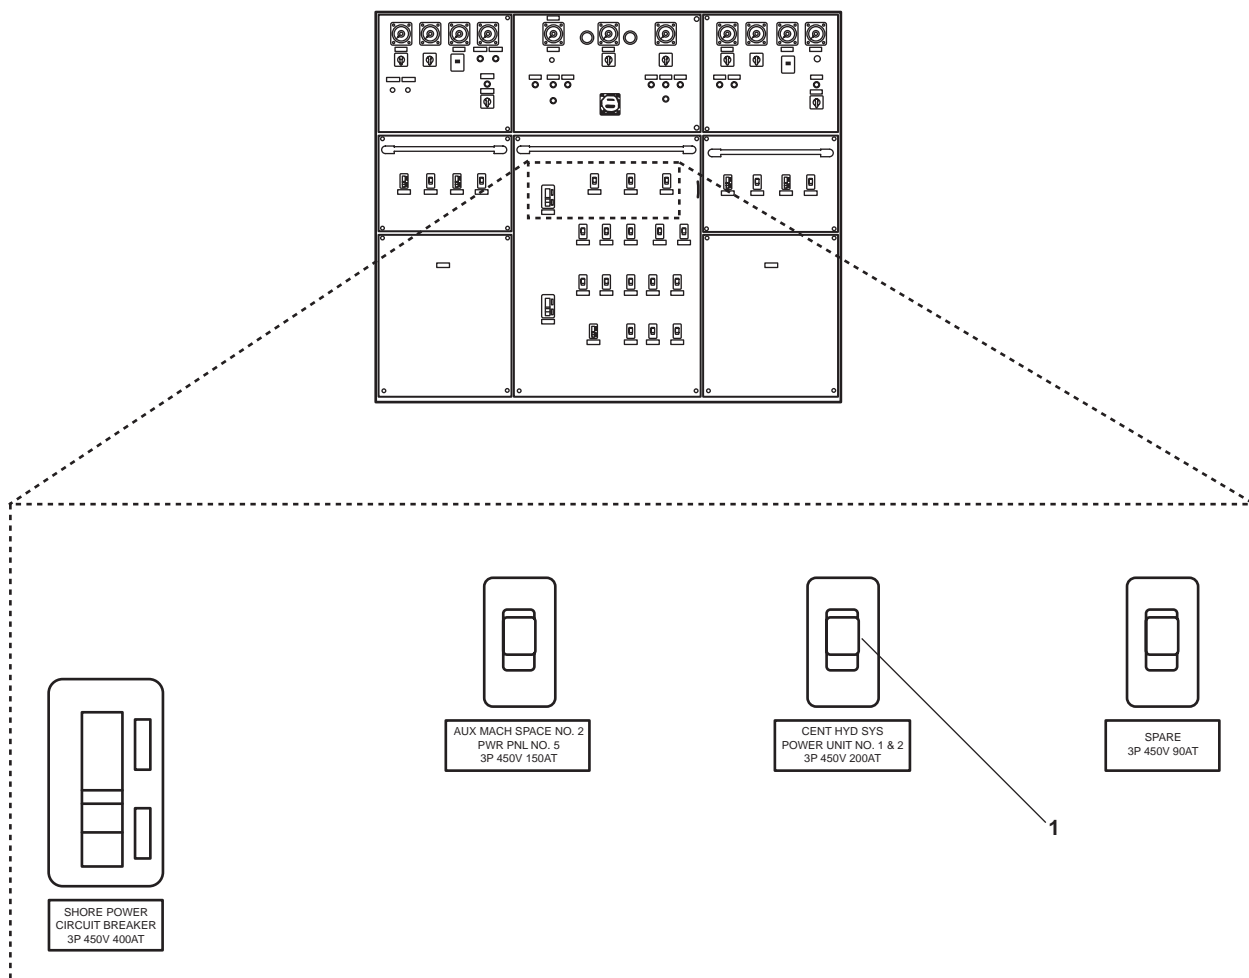 AUX MACH SPACE NO. 2
PWR PNL NO. 5
3P 450V 150AT
CENT HYD SYS
POWER UNIT NO. 1 & 2
3P 450V 200AT
SPARE
3P 450V 90AT
1
SHORE POWER
CIRCUIT BREAKER
3P 450V 400AT